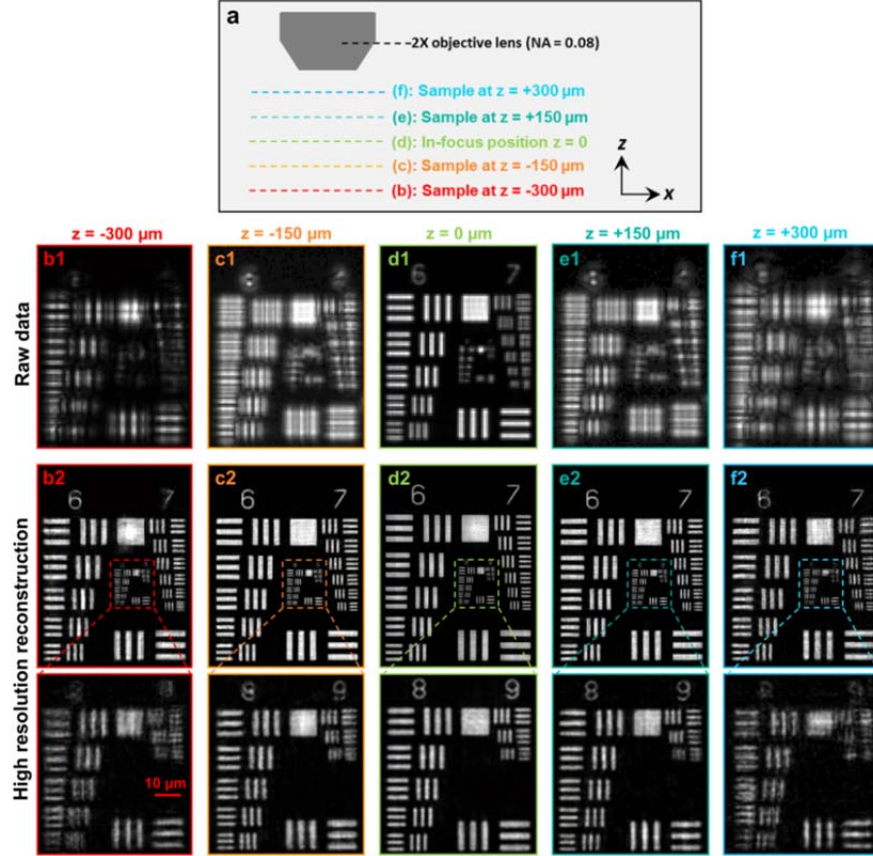 a
2X objective lens (NA = 0.08)
(f): Sample at z = +300 µm
(e): Sample at z = +150 µm
(d): In-focus position z = 0
(c): Sample at z = -150 µm
(b): Sample at z = -300 µm
z
x
z = -300 µm z = -150 µm z = 0 µm z = +150 µm z = +300 µm
Raw data
b1 c1 d1 e1 f1
6 7
High resolution reconstruction
b2 c2 d2 e2 f2
6 7 6 7 6 7 6 7 6 7
8 9 8 9 8 9
10 µm